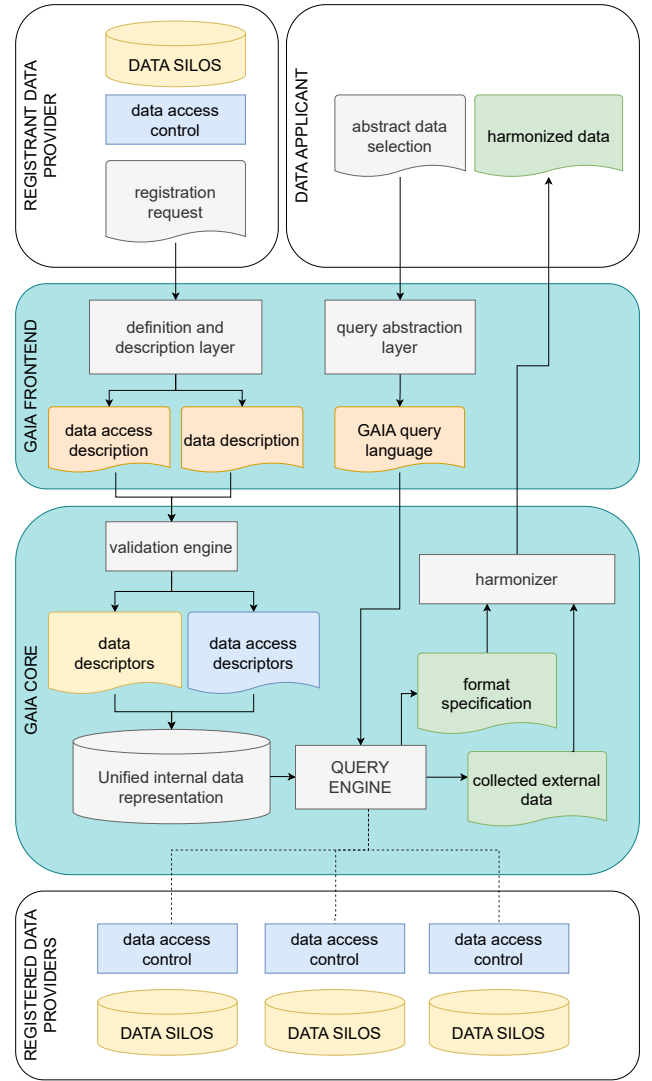 REGISTRANT DATA
PROVIDER
DATA SILOS
data access
control
registration
request
DATA APPLICANT
abstract data
selection
harmonized data
GAIA FRONTEND
definition and
description layer
query abstraction
layer
data access
description
data description
GAIA query
language
GAIA CORE
validation engine
harmonizer
data
descriptors
data access
descriptors
format
specification
Unified internal data
representation
QUERY
ENGINE
collected external
data
REGISTERED DATA
PROVIDERS
data access
control
data access
control
data access
control
DATA SILOS
DATA SILOS
DATA SILOS